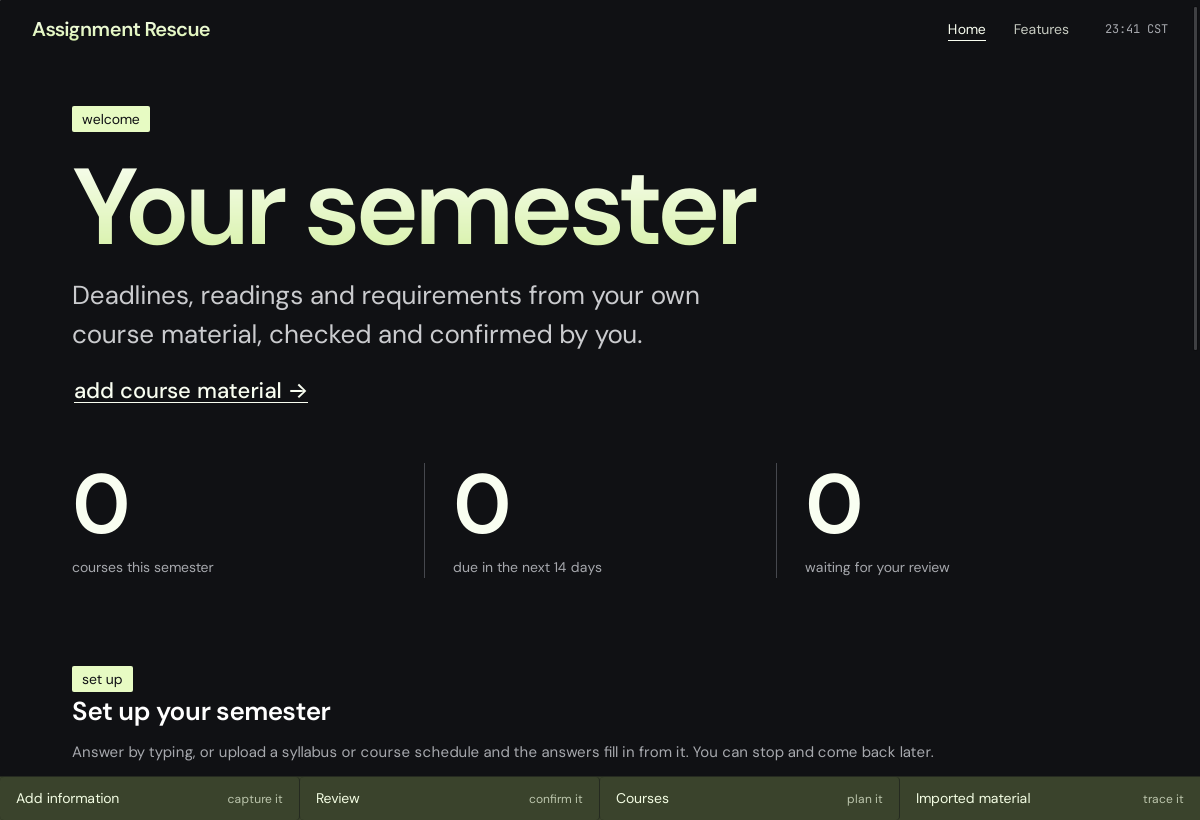 Assignment Rescue
Home
Features
23:41 CST
welcome
Your semester
Deadlines, readings and requirements from your own
course material, checked and confirmed by you.
add course material →
0
courses this semester
0
due in the next 14 days
0
waiting for your review
set up
Set up your semester
Answer by typing, or upload a syllabus or course schedule and the answers fill in from it. You can stop and come back later.
Add information
capture it
Review
confirm it
Courses
plan it
Imported material
trace it